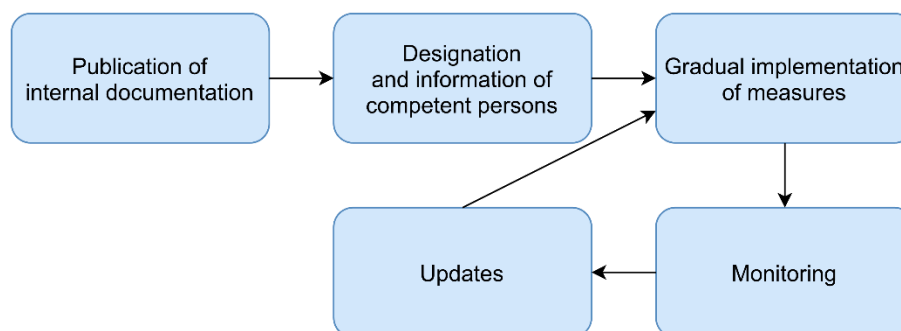 Publication of
internal documentation
Designation
and information of
competent persons
Gradual implementation
of measures
Updates
Monitoring